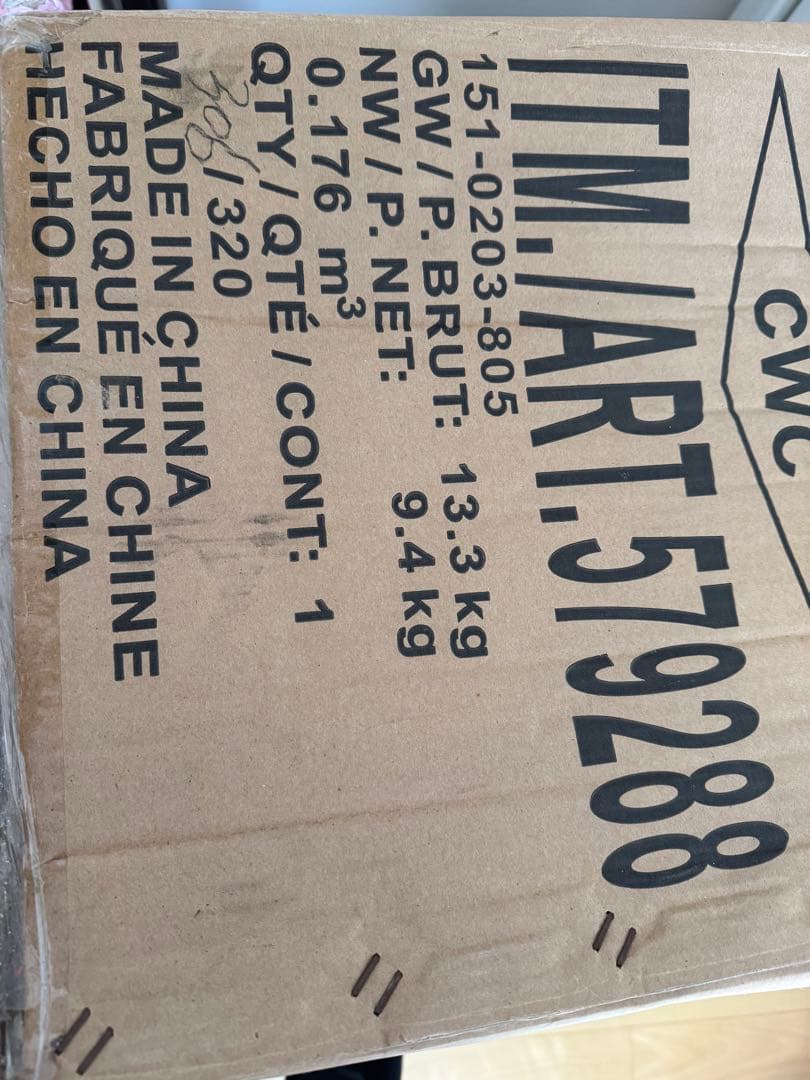 CWC
ITM./ART.579288
151-0203-805
GW / P. BRUT: 13.3 kg
NW / P. NET: 9.4 kg
0.176 m³
QTY / QTÉ / CONT: 1
306 / 320
MADE IN CHINA
FABRIQUÉ EN CHINE
HECHO EN CHINA